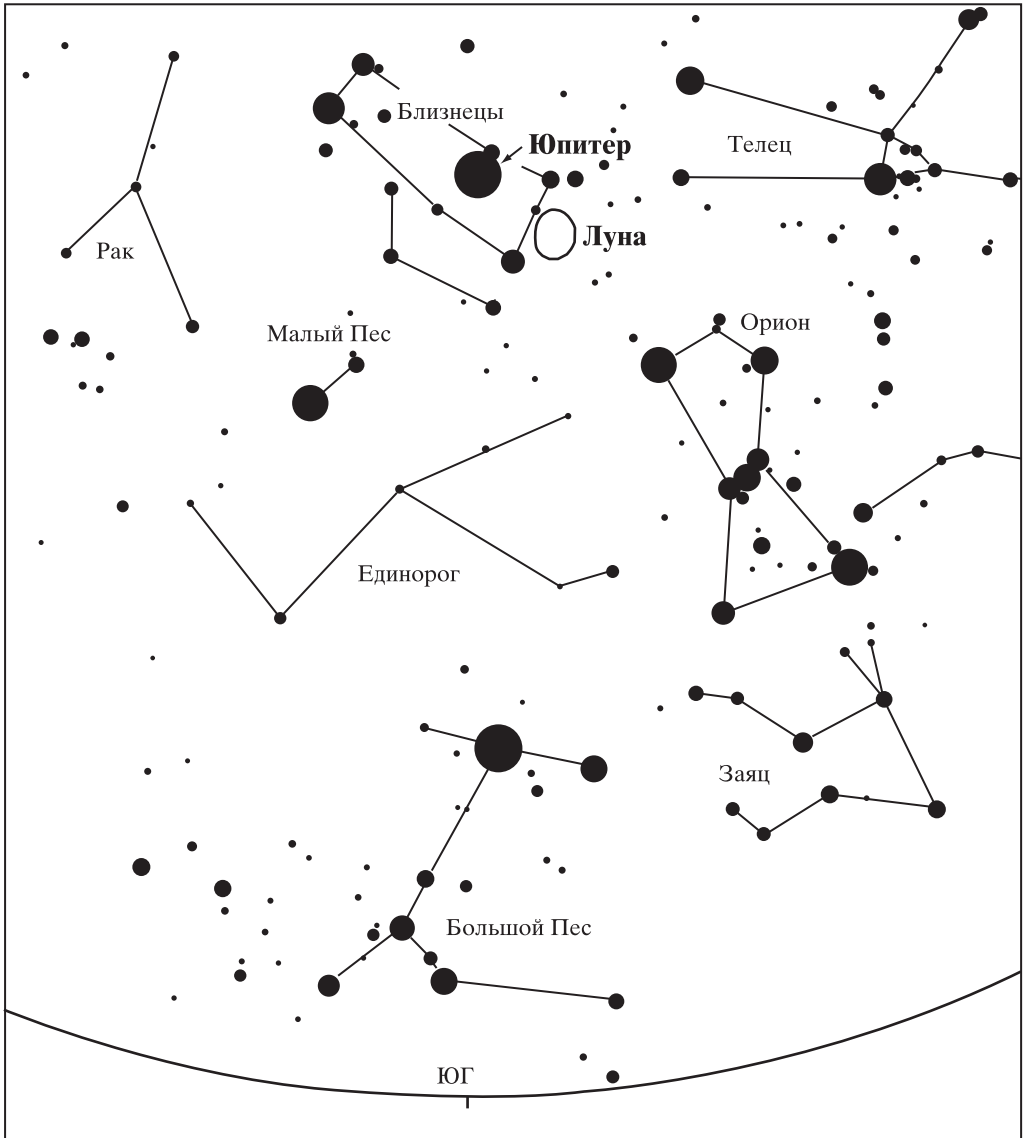 Близнецы
Юпитер
Телец
Луна
Рак
Орион
Малый Пес
Единорог
Заяц
Большой Пес
ЮГ